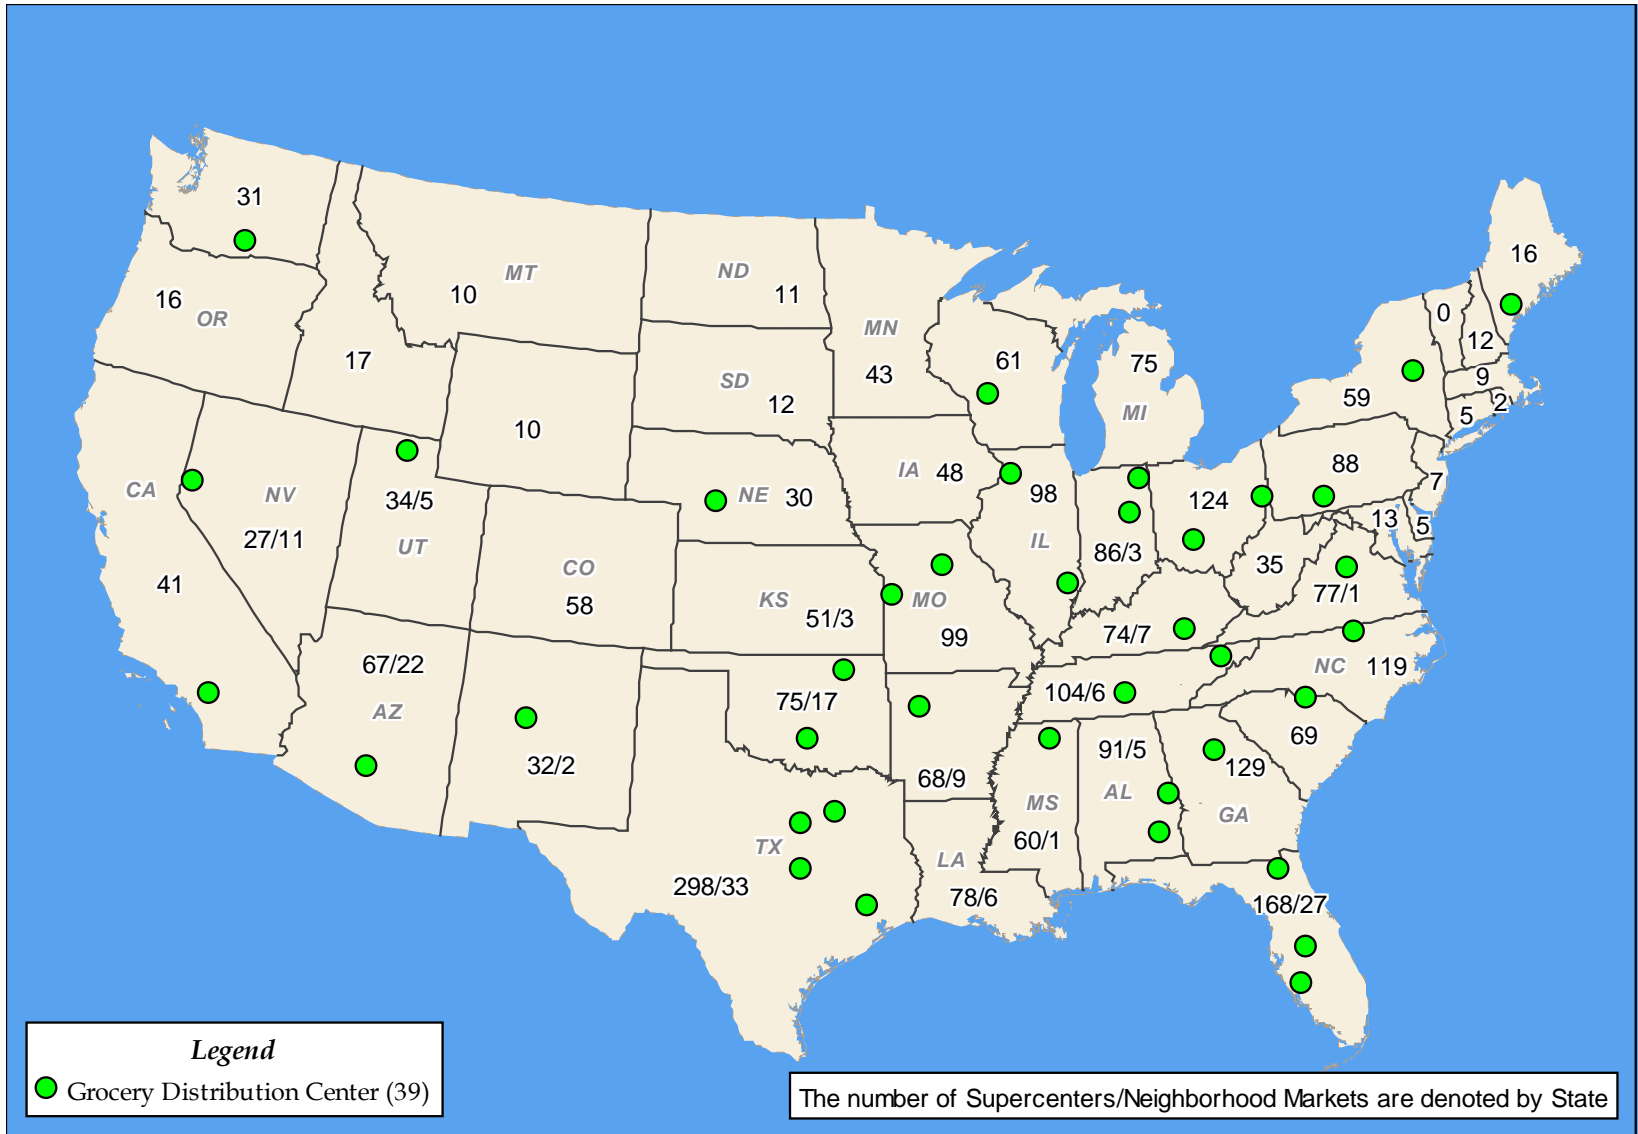 31
16
MT
ND
10
11
0
16
OR
MN
12
17
61
75
SD
43
9
12
59
2
MI
5
10
88
IA
48
7
CA
NV
NE
30
98
34/5
124
13
5
27/11
UT
IL
86/3
35
CO
41
58
KS
51/3
MO
77/1
99
74/7
67/22
NC
119
AZ
75/17
104/6
69
32/2
68/9
91/5
129
MS
AL
GA
TX
60/1
LA
298/33
78/6
168/27
Legend
Grocery Distribution Center (39)
The number of Supercenters/Neighborhood Markets are denoted by State